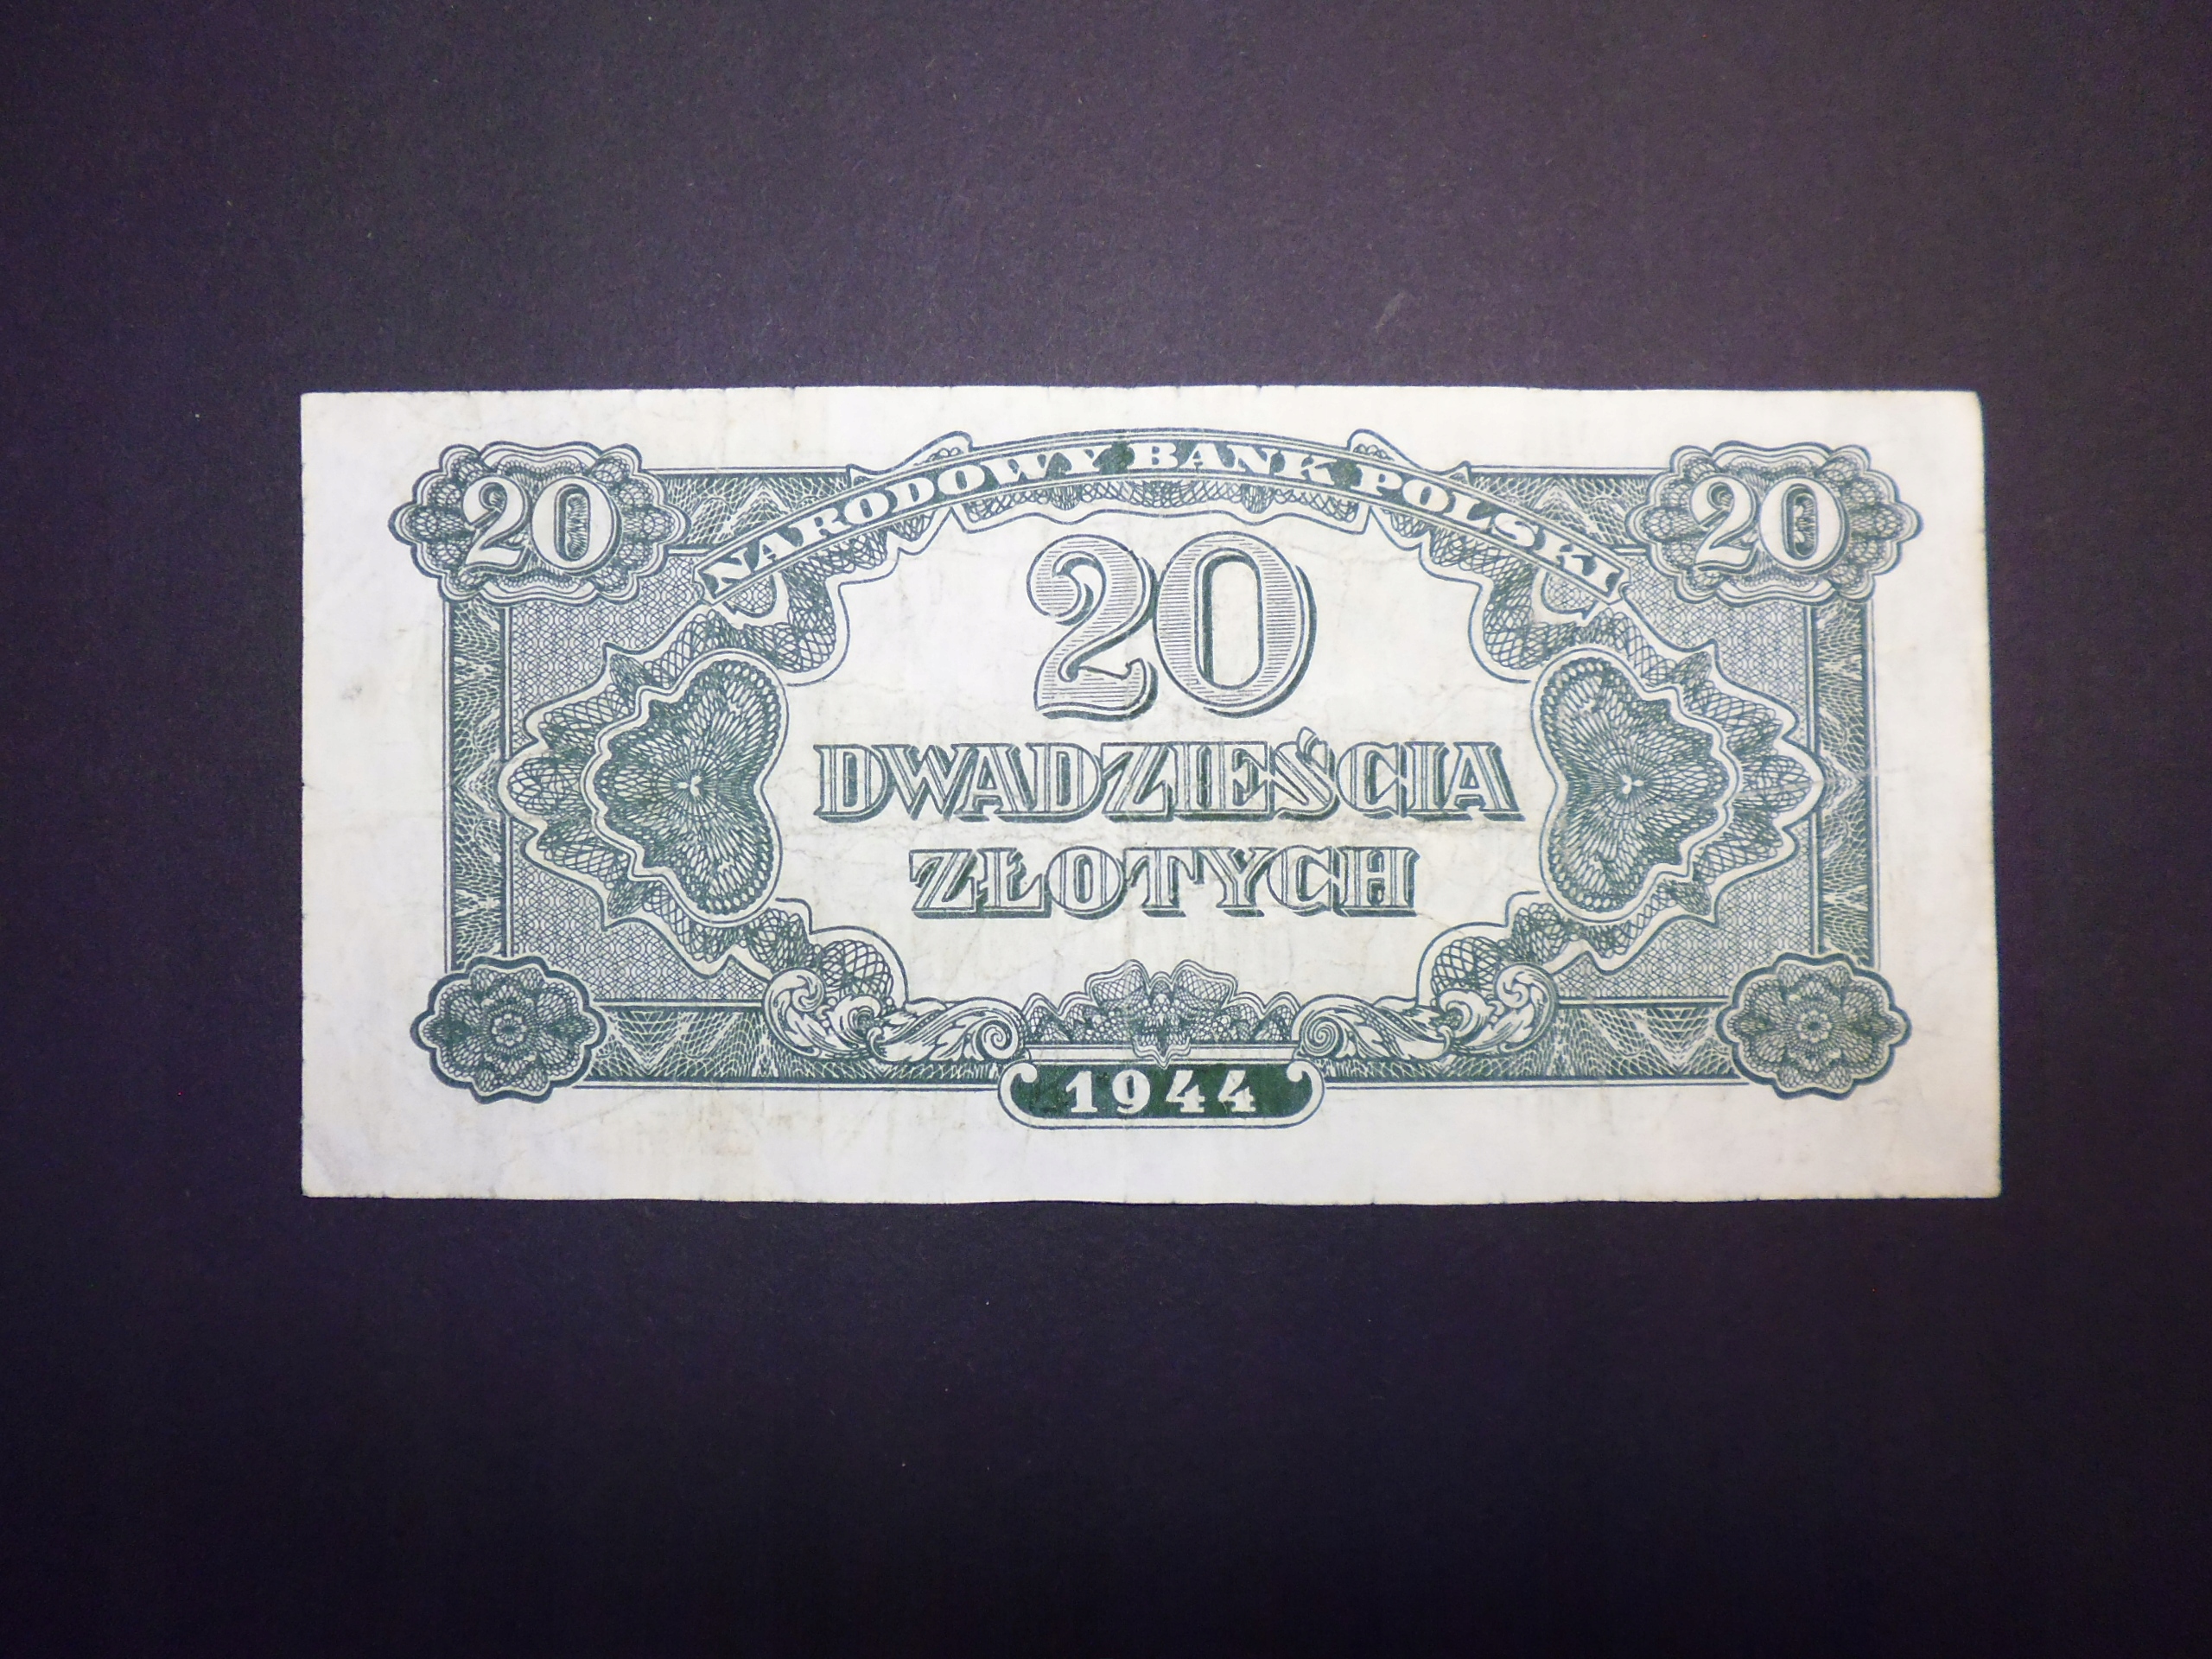 20 NARODOWY BANK POLSKI 20
20
DWADZIEŚCIA
ZŁOTYCH
1944